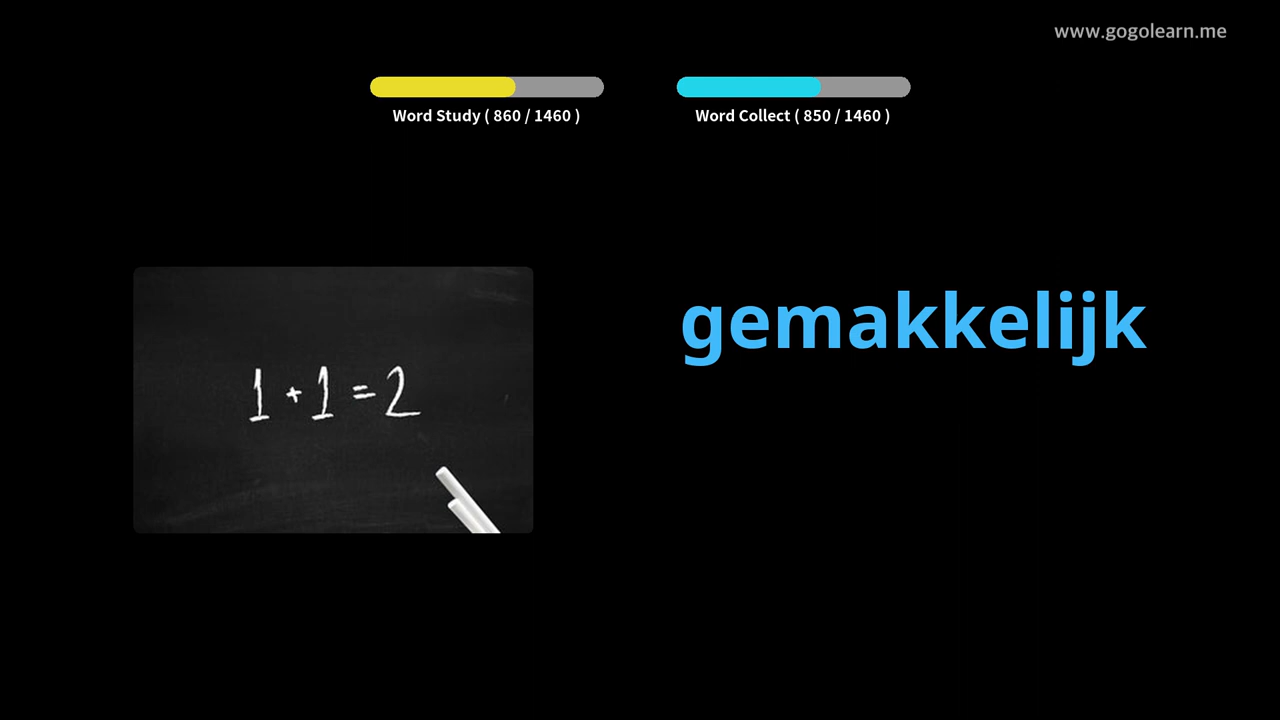 www.gogolearn.me
Word Study ( 860 / 1460 )
Word Collect ( 850 / 1460 )
1 + 1 = 2
gemakkelijk